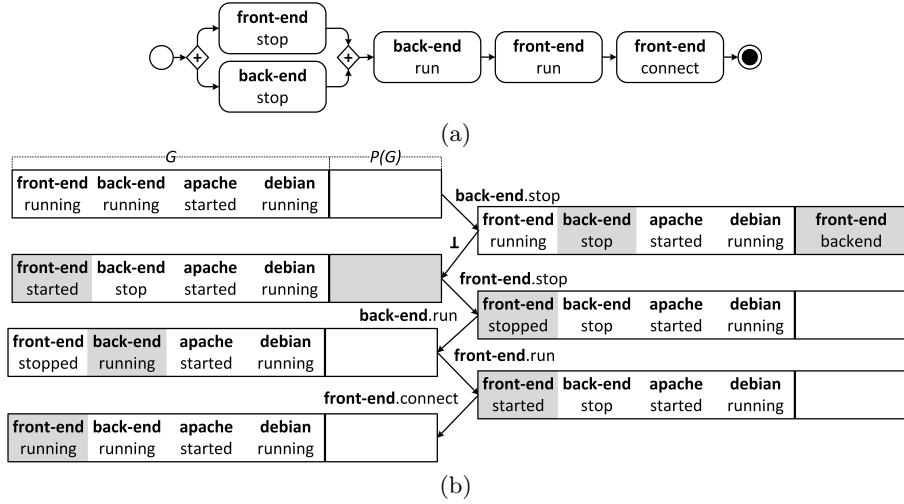 front-end
stop
back-end
stop
back-end
run
front-end
run
front-end
connect
(a)
G P(G)
front-end back-end apache debian
running running started running
back-end.stop
front-end back-end apache debian front-end
running stop started running backend
⊥
front-end back-end apache debian
started stop started running
front-end.stop
front-end back-end apache debian
stopped stop started running
back-end.run
front-end back-end apache debian
stopped running started running
front-end.run
front-end back-end apache debian
started stop started running
front-end.connect
front-end back-end apache debian
running running started running
(b)